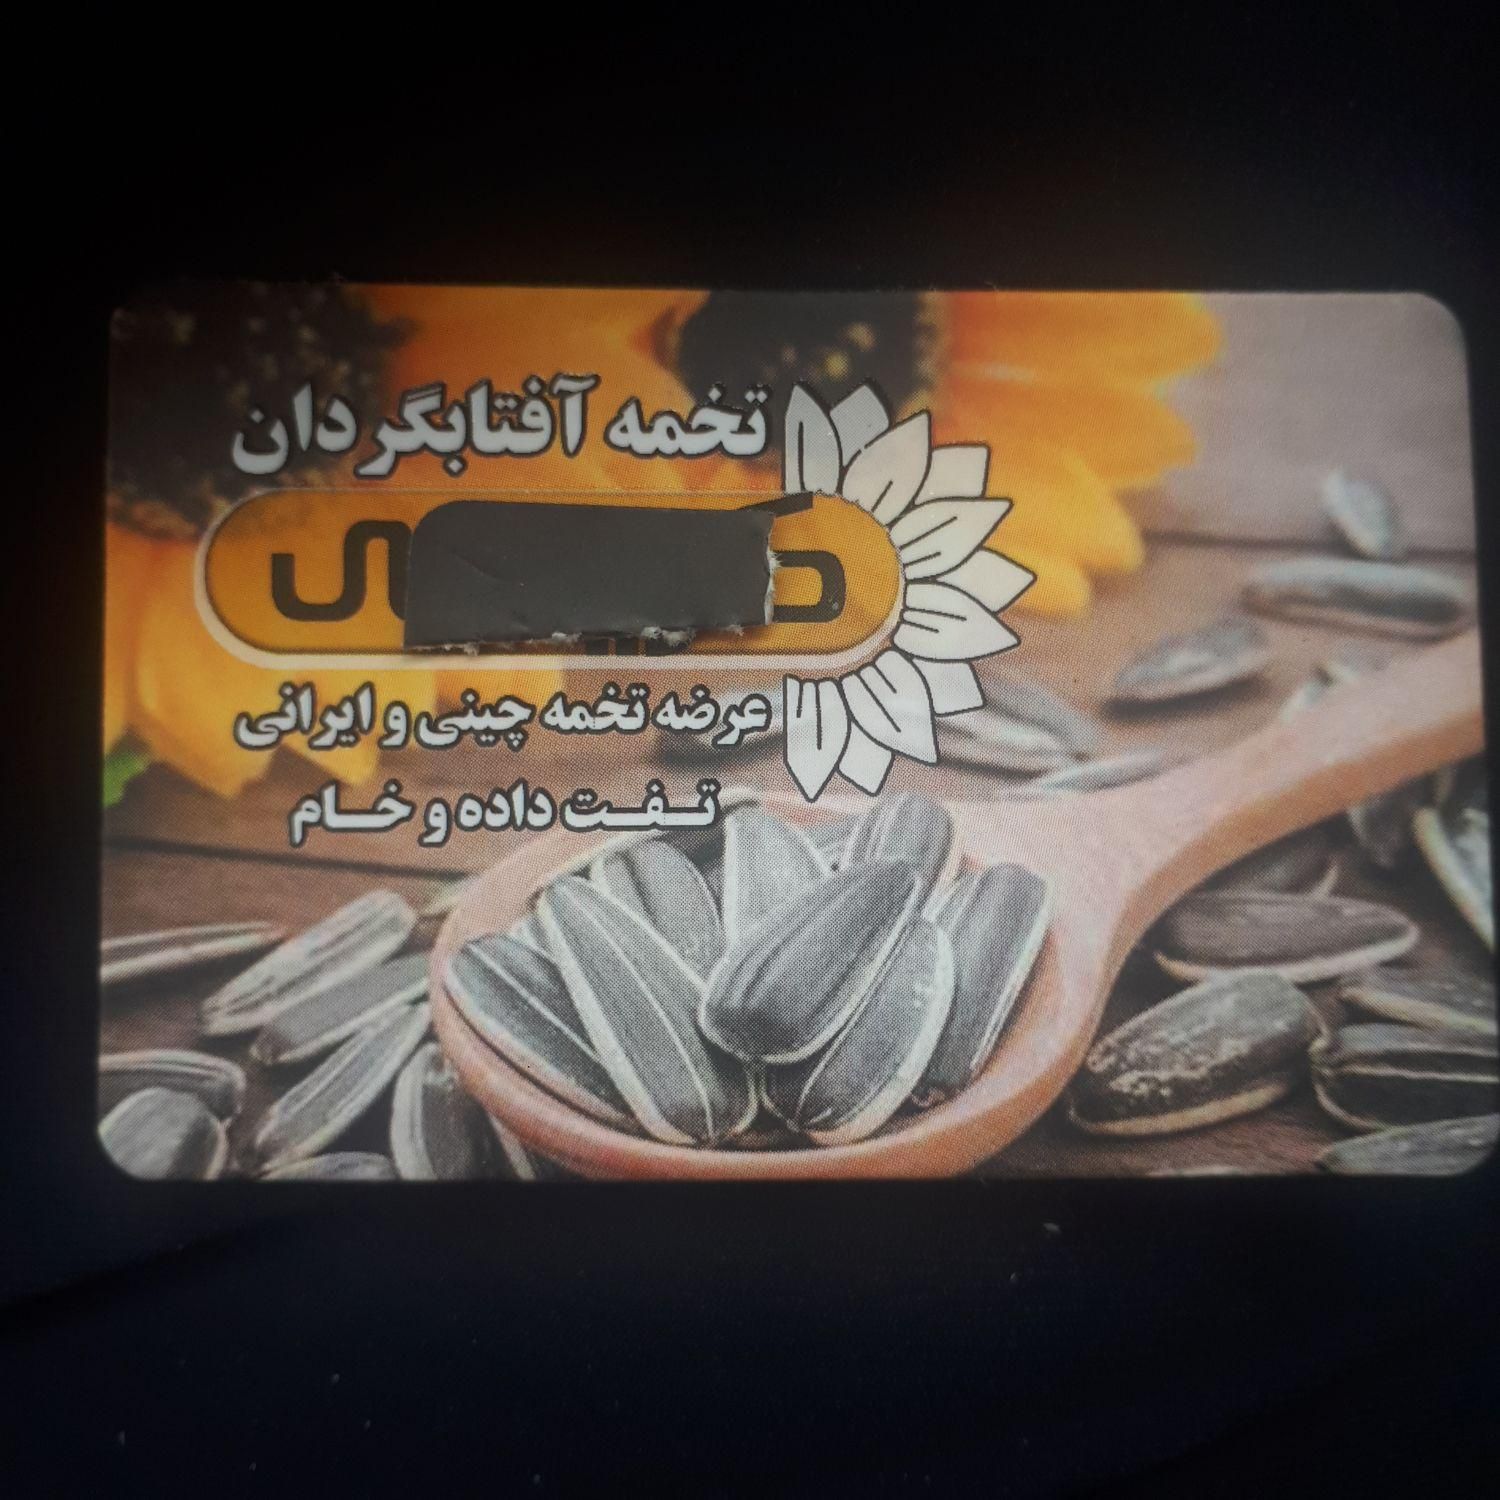 تخمه آفتابگردان
عرضه تخمه چینی و ایرانی
تفت داده و خام